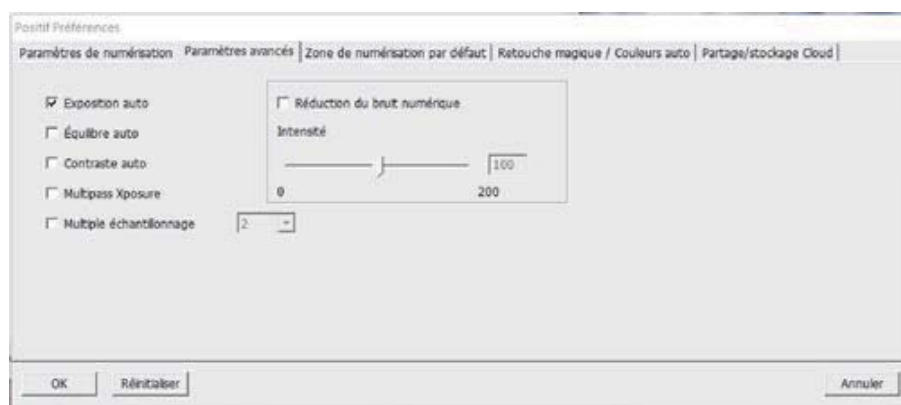 Positif Préférences
Paramètres de numérisation Paramètres avancés Zone de numérisation par défaut Retouche magique / Couleurs auto Partage/stockage Cloud
Exposition auto
Réduction du bruit numérique
Équilibre auto
Intensité
Contraste auto
100
Multipass Xposure
0 200
Multiple échantillonnage 2
OK Réinitialiser Annuler